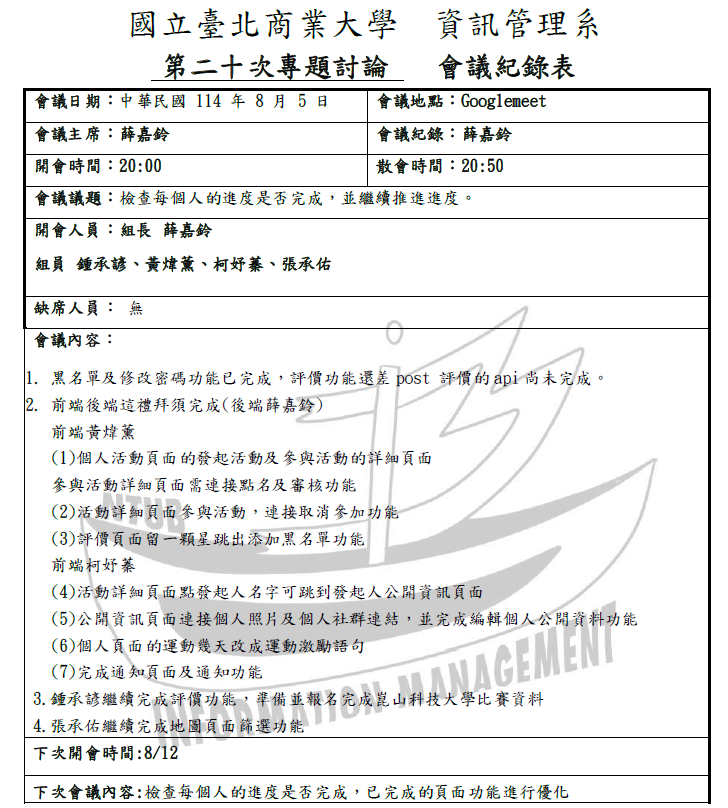 國立臺北商業大學 資訊管理系
第二十次專題討論 會議紀錄表
會議日期：中華民國 114 年 8 月 5 日 會議地點：Googlemeet
會議主席：薛嘉鈴 會議紀錄：薛嘉鈴
開會時間：20:00 散會時間：20:50
會議議題：檢查每個人的進度是否完成，並繼續推進進度。
開會人員：組長 薛嘉鈴
組員 鍾承諺、黃煒薰、柯妤蓁、張承佑
缺席人員： 無
會議內容：
1. 黑名單及修改密碼功能已完成，評價功能還差 post 評價的 api 尚未完成。
2. 前端後端這禮拜須完成(後端薛嘉鈴)
前端黃煒薰
(1)個人活動頁面的發起活動及參與活動的詳細頁面
參與活動詳細頁面需連接點名及審核功能
(2)活動詳細頁面參與活動，連接取消參加功能
(3)評價頁面留一顆星跳出添加黑名單功能
前端柯妤蓁
(4)活動詳細頁面點發起人名字可跳到發起人公開資訊頁面
(5)公開資訊頁面連接個人照片及個人社群連結，並完成編輯個人公開資料功能
(6)個人頁面的運動幾天改成運動激勵語句
(7)完成通知頁面及通知功能
3.鍾承諺繼續完成評價功能，準備並報名完成崑山科技大學比賽資料
4.張承佑繼續完成地圖頁面篩選功能
下次開會時間:8/12
下次會議內容:檢查每個人的進度是否完成，已完成的頁面功能進行優化
NTUB
INFORMATION MANAGEMENT